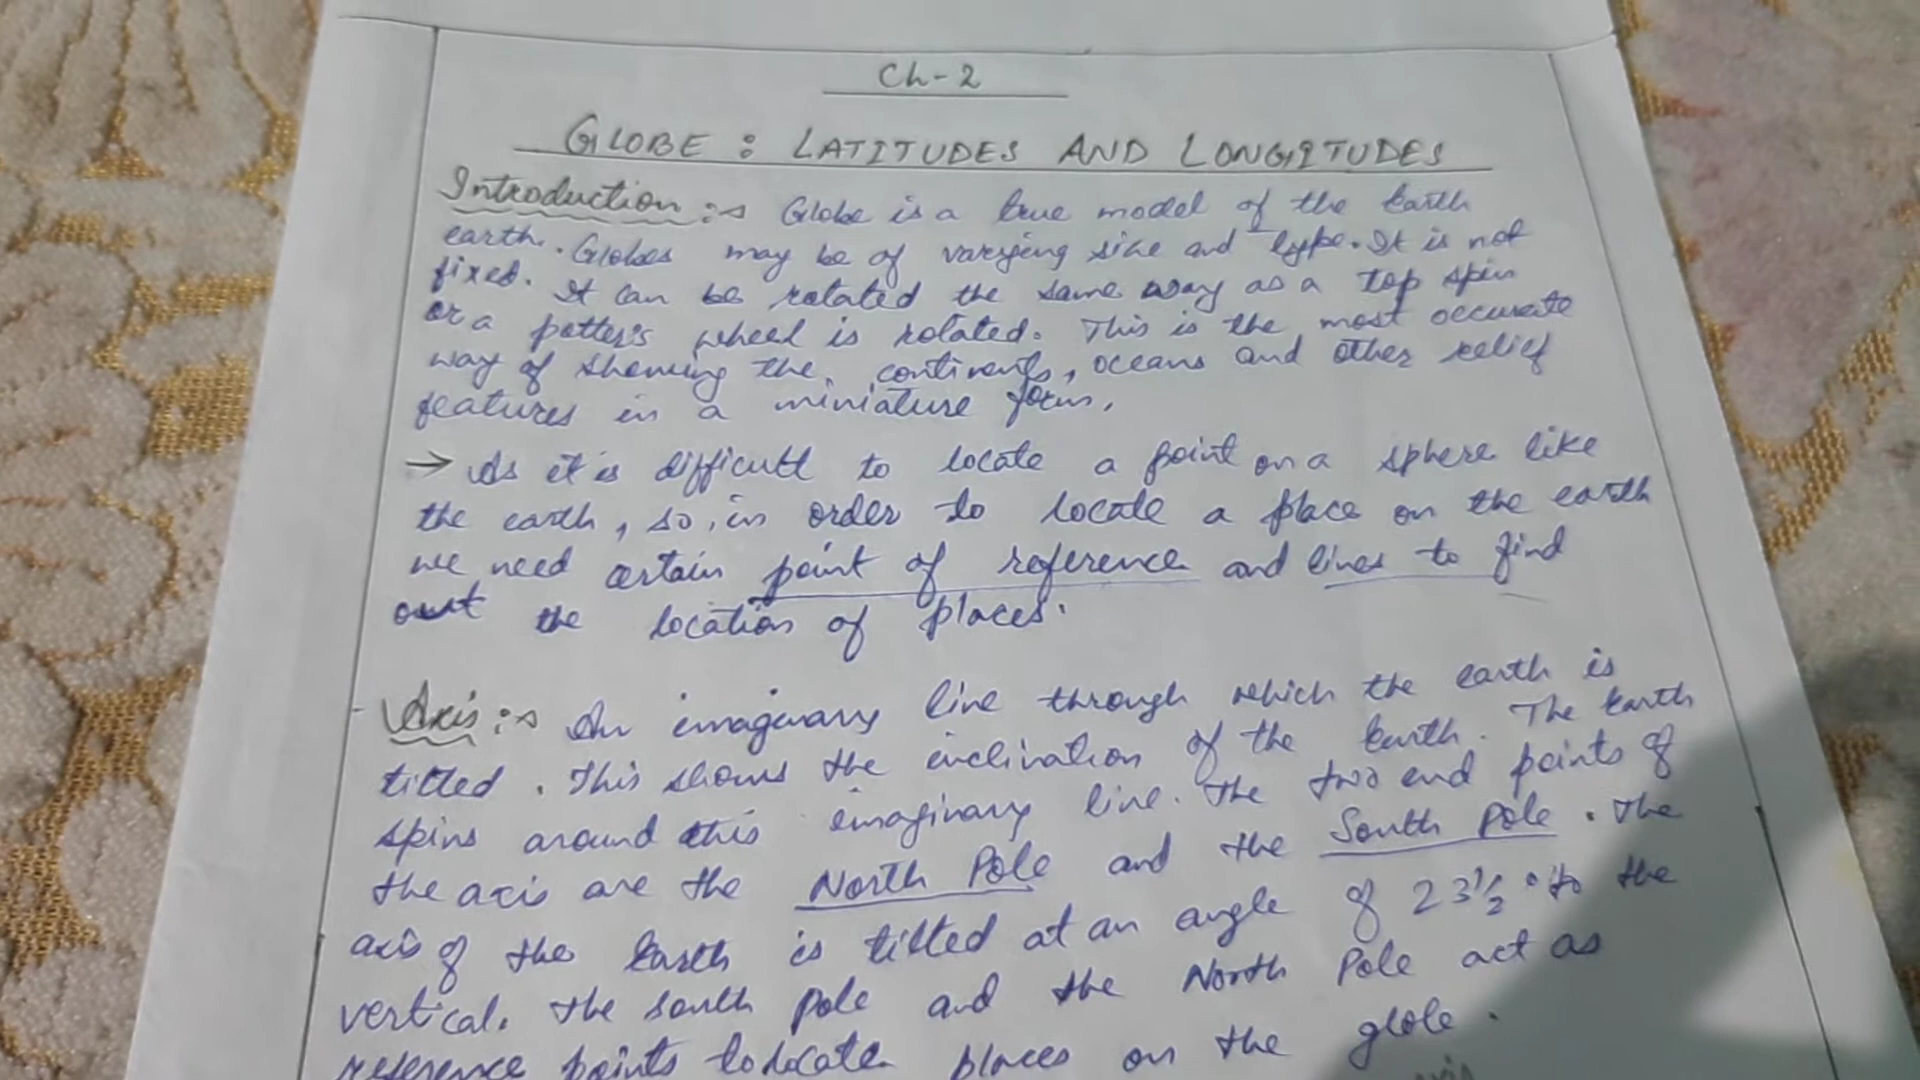 Ch-2
GLOBE : LATITUDES AND LONGITUDES
Introduction :→ Globe is a true model of the Earth
earth. Globes may be of varying size and type. It is not
fixed. It can be rotated the same way as a top spin
or a potter's wheel is rotated. This is the most occurate
way of showing the continents, oceans and other relief
features in a miniature form.
→ As it is difficult to locate a point on a sphere like
the earth, so, in order to locate a place on the earth
we need certain point of reference and lines to find
out the location of places.
Axis :→ An imaginary line through which the earth is
titled. This shows the inclination of the Earth. The Earth
spins around this imaginary line. The two end points of
the axis are the North Pole and the South Pole. The
axis of the Earth is tilted at an angle of 23½° to the
vertical. The south pole and the North Pole act as
reference points to locate places on the globe.